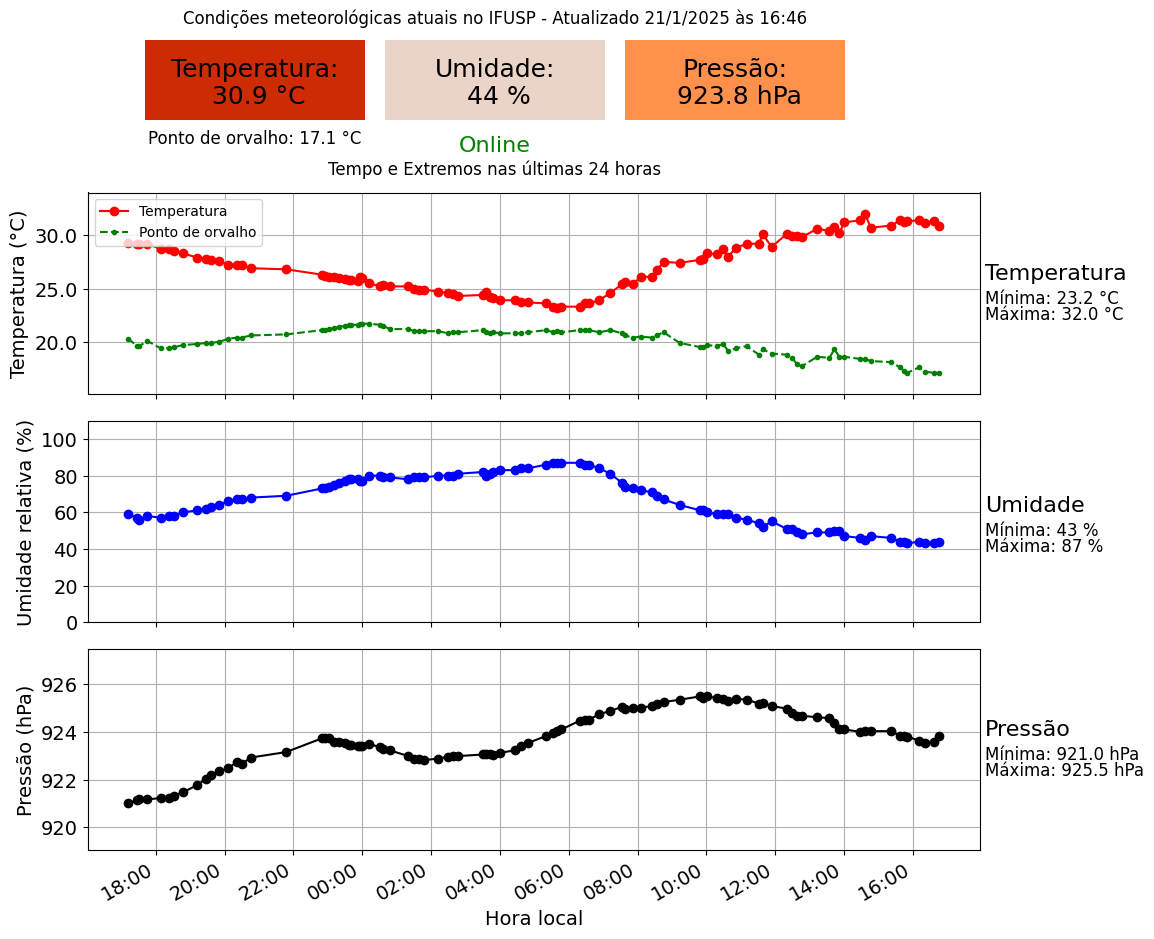 Condições meteorológicas atuais no IFUSP - Atualizado 21/1/2025 às 16:46
Temperatura:
30.9 °C
Umidade:
44 %
Pressão:
923.8 hPa
Ponto de orvalho: 17.1 °C
Online
Tempo e Extremos nas últimas 24 horas
Temperatura (°C)
30.0
25.0
20.0
Temperatura
Ponto de orvalho
Temperatura
Mínima: 23.2 °C
Máxima: 32.0 °C
Umidade relativa (%)
100
80
60
40
20
0
Umidade
Mínima: 43 %
Máxima: 87 %
Pressão (hPa)
926
924
922
920
Pressão
Mínima: 921.0 hPa
Máxima: 925.5 hPa
18:00
20:00
22:00
00:00
02:00
04:00
06:00
08:00
10:00
12:00
14:00
16:00
Hora local